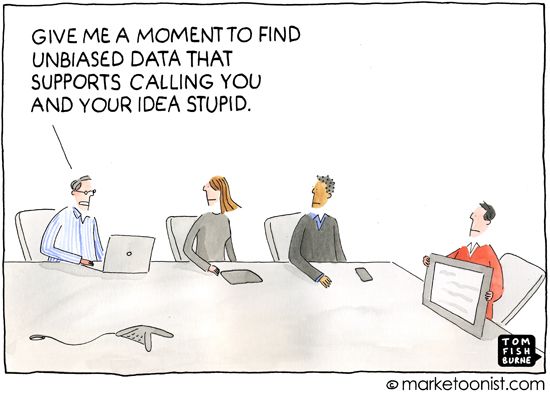 GIVE ME A MOMENT TO FIND
UNBIASED DATA THAT
SUPPORTS CALLING YOU
AND YOUR IDEA STUPID.
TOM
FISH
BURNE
© marketoonist.com